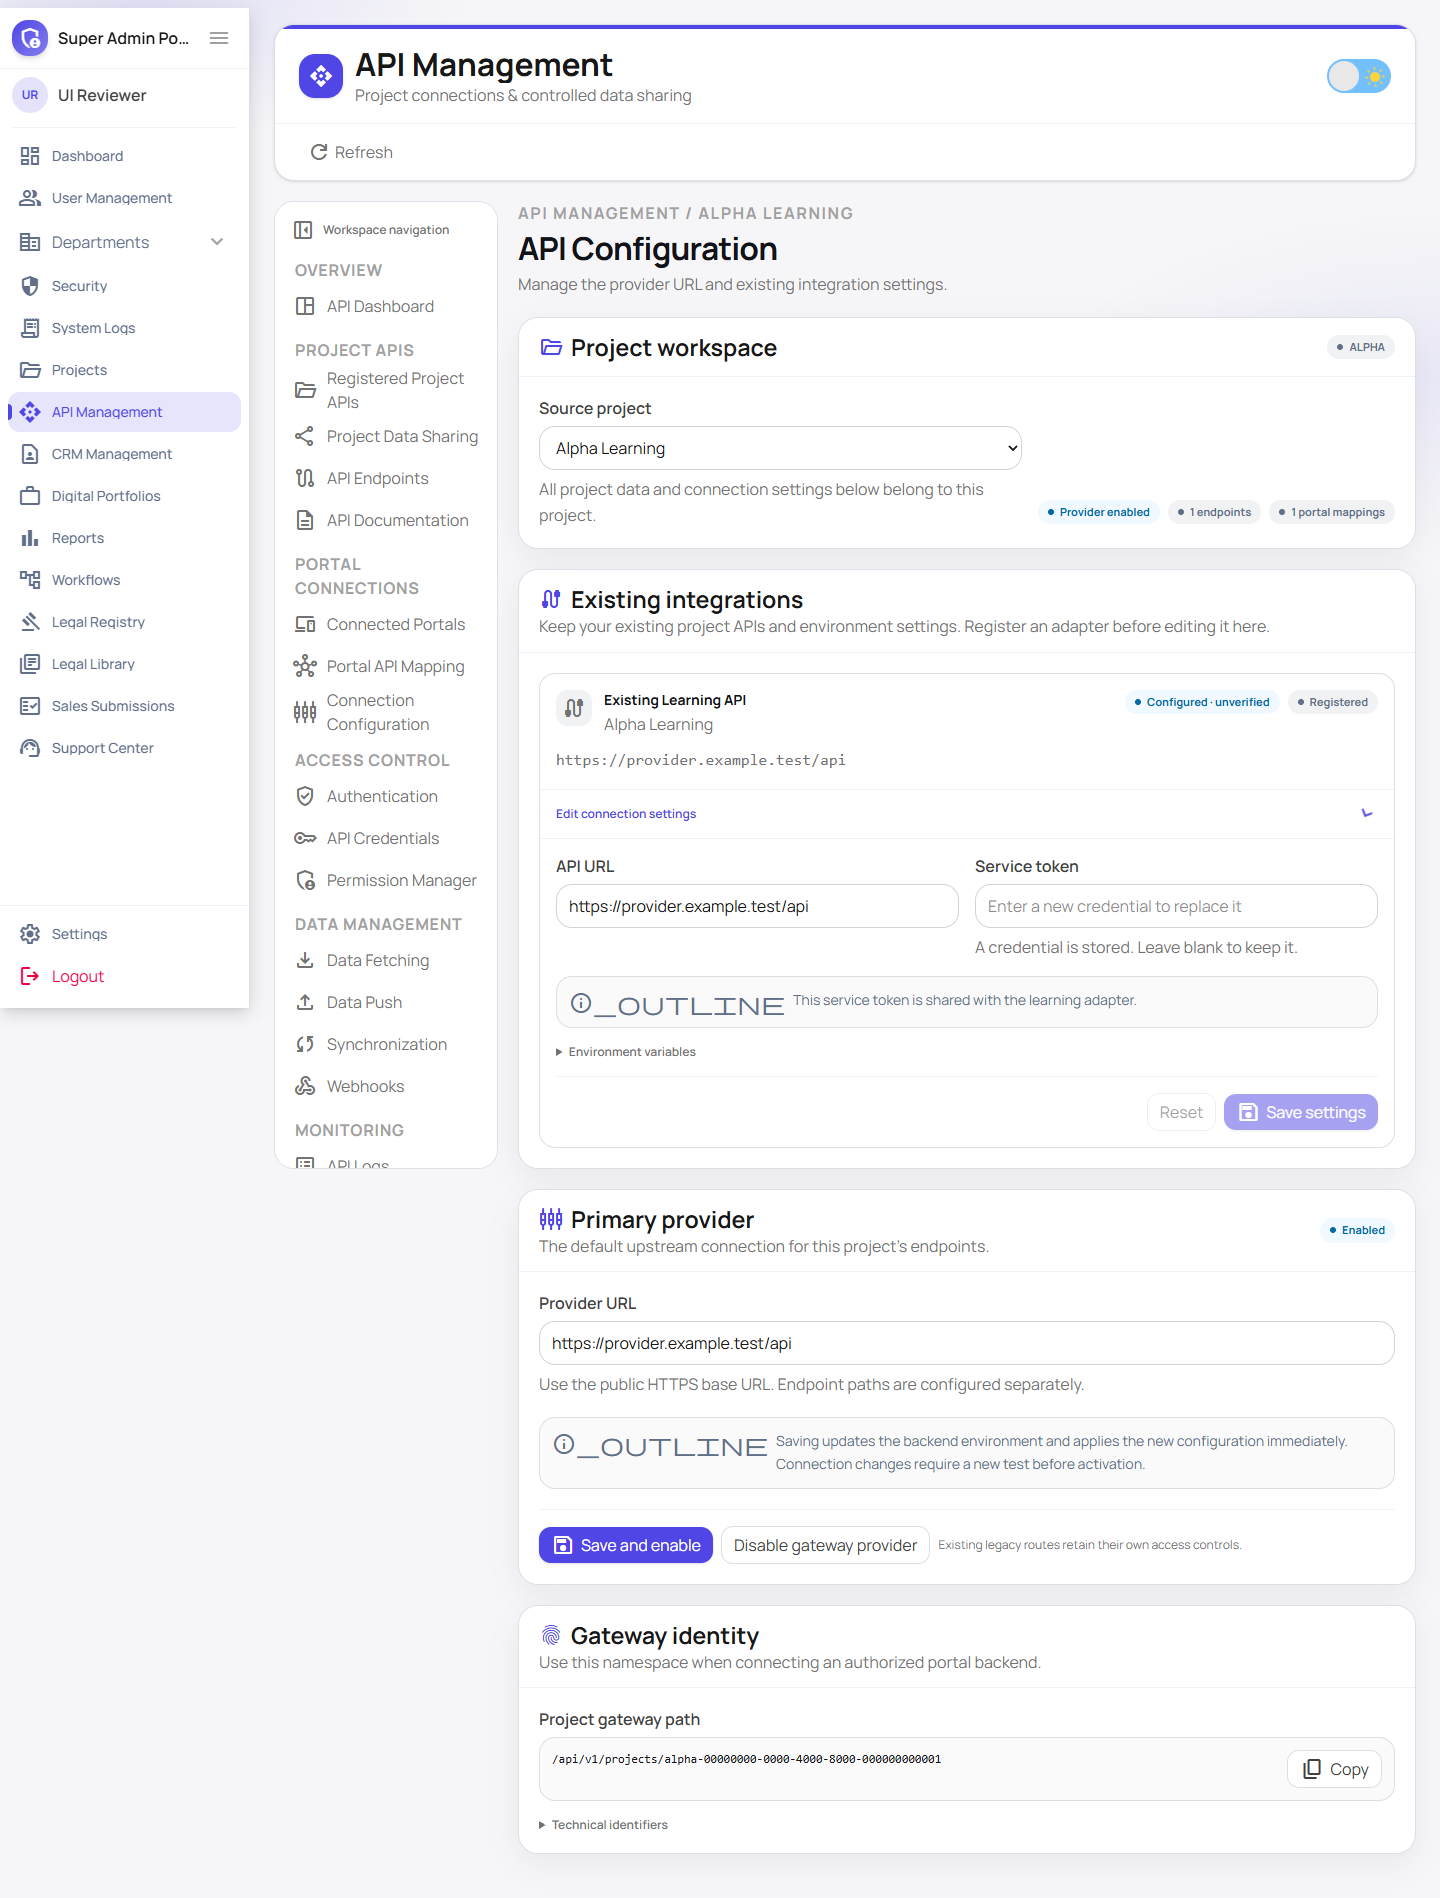 Super Admin Po...
UR
UI Reviewer
Dashboard
User Management
Departments
Security
System Logs
Projects
API Management
CRM Management
Digital Portfolios
Reports
Workflows
Legal Registry
Legal Library
Sales Submissions
Support Center
Settings
Logout
API Management
Project connections & controlled data sharing
Refresh
Workspace navigation
OVERVIEW
API Dashboard
PROJECT APIS
Registered Project
APIs
Project Data Sharing
API Endpoints
API Documentation
PORTAL
CONNECTIONS
Connected Portals
Portal API Mapping
Connection
Configuration
ACCESS CONTROL
Authentication
API Credentials
Permission Manager
DATA MANAGEMENT
Data Fetching
Data Push
Synchronization
Webhooks
MONITORING
API Logs
API MANAGEMENT / ALPHA LEARNING
API Configuration
Manage the provider URL and existing integration settings.
Project workspace
ALPHA
Source project
Alpha Learning
All project data and connection settings below belong to this
project.
Provider enabled
1 endpoints
1 portal mappings
Existing integrations
Keep your existing project APIs and environment settings. Register an adapter before editing it here.
Existing Learning API
Alpha Learning
Configured · unverified
Registered
https://provider.example.test/api
Edit connection settings
API URL
https://provider.example.test/api
Service token
Enter a new credential to replace it
A credential is stored. Leave blank to keep it.
_OUTLINE
This service token is shared with the learning adapter.
Environment variables
Reset
Save settings
Primary provider
The default upstream connection for this project's endpoints.
Enabled
Provider URL
https://provider.example.test/api
Use the public HTTPS base URL. Endpoint paths are configured separately.
_OUTLINE
Saving updates the backend environment and applies the new configuration immediately.
Connection changes require a new test before activation.
Save and enable
Disable gateway provider
Existing legacy routes retain their own access controls.
Gateway identity
Use this namespace when connecting an authorized portal backend.
Project gateway path
/api/v1/projects/alpha-00000000-0000-4000-8000-000000000001
Copy
Technical identifiers